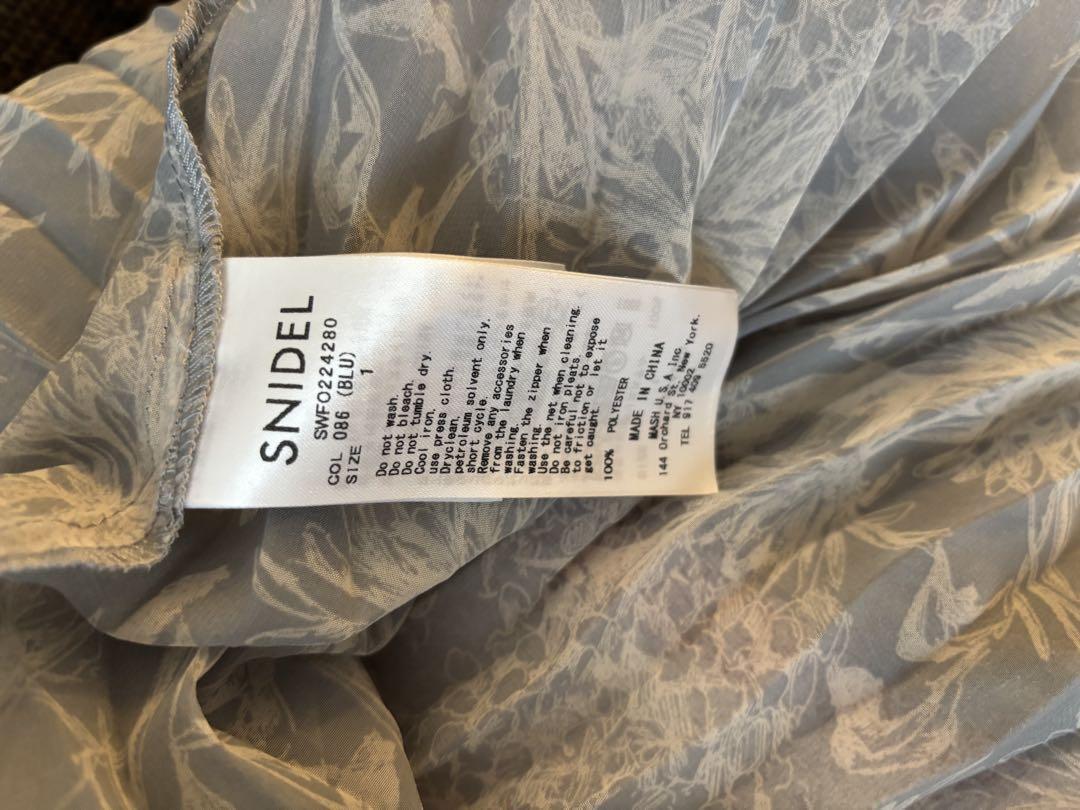 SNIDEL
SWFO224280
COL 086 (BLU)
SIZE 1
Do not wash.
Do not bleach.
Do not tumble dry.
Cool iron.
use press cloth.
Dryclean.
petroleum solvent only.
short cycle.
Remove any accessories
from the laundry when
washing.
Fasten the zipper when
washing.
Use the net when cleaning.
Do not iron pleats.
Be careful not to expose
to friction or let it
get caught.
100% POLYESTER
MADE IN CHINA
MASH U.S.A Inc.
144 Orchard St. New York.
NY 10002
TEL 917 409 5520